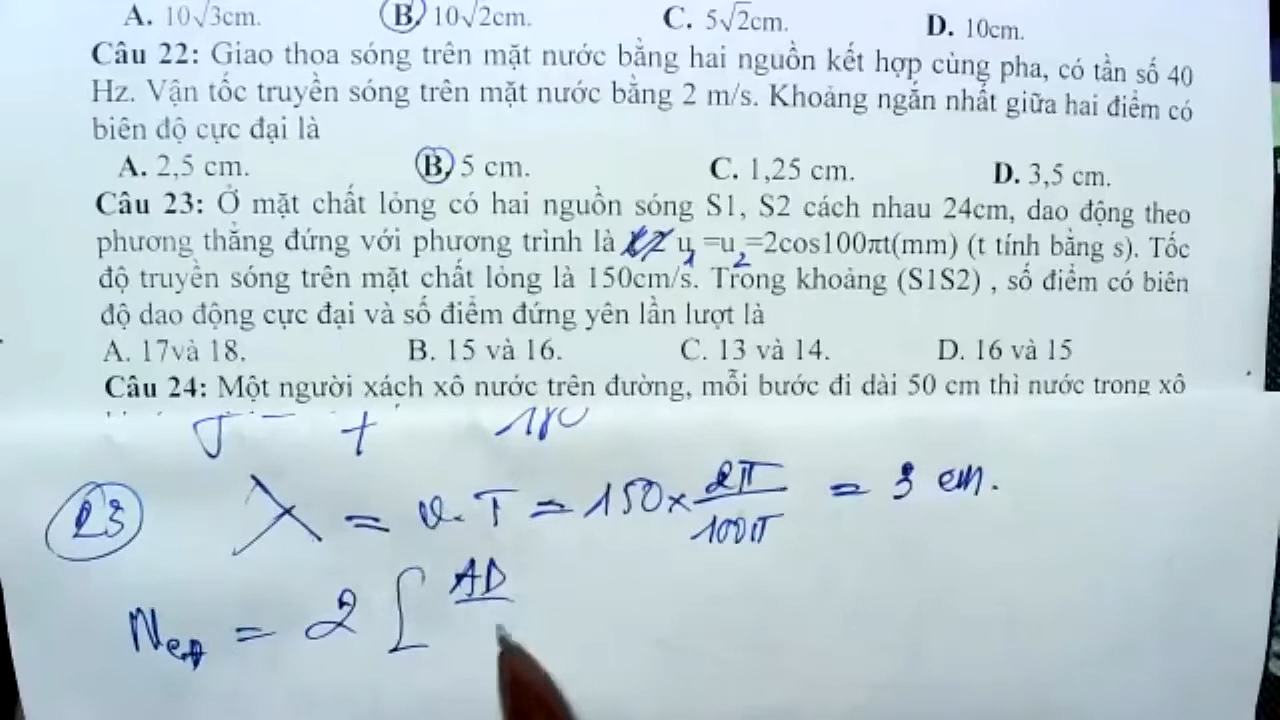 A. 10√3cm. B. 10√2cm. C. 5√2cm. D. 10cm.
Câu 22: Giao thoa sóng trên mặt nước bằng hai nguồn kết hợp cùng pha, có tần số 40
Hz. Vận tốc truyền sóng trên mặt nước bằng 2 m/s. Khoảng ngắn nhất giữa hai điểm có
biên độ cực đại là
A. 2,5 cm. B. 5 cm. C. 1,25 cm. D. 3,5 cm.
Câu 23: Ở mặt chất lỏng có hai nguồn sóng S1, S2 cách nhau 24cm, dao động theo
phương thẳng đứng với phương trình là u₁=u₂=2cos100πt(mm) (t tính bằng s). Tốc
độ truyền sóng trên mặt chất lỏng là 150cm/s. Trong khoảng (S1S2) , số điểm có biên
độ dao động cực đại và số điểm đứng yên lần lượt là
A. 17và 18. B. 15 và 16. C. 13 và 14. D. 16 và 15
Câu 24: Một người xách xô nước trên đường, mỗi bước đi dài 50 cm thì nước trong xô
23 λ = v.T = 150 × 2π/100π = 3 cm.
= 2 [